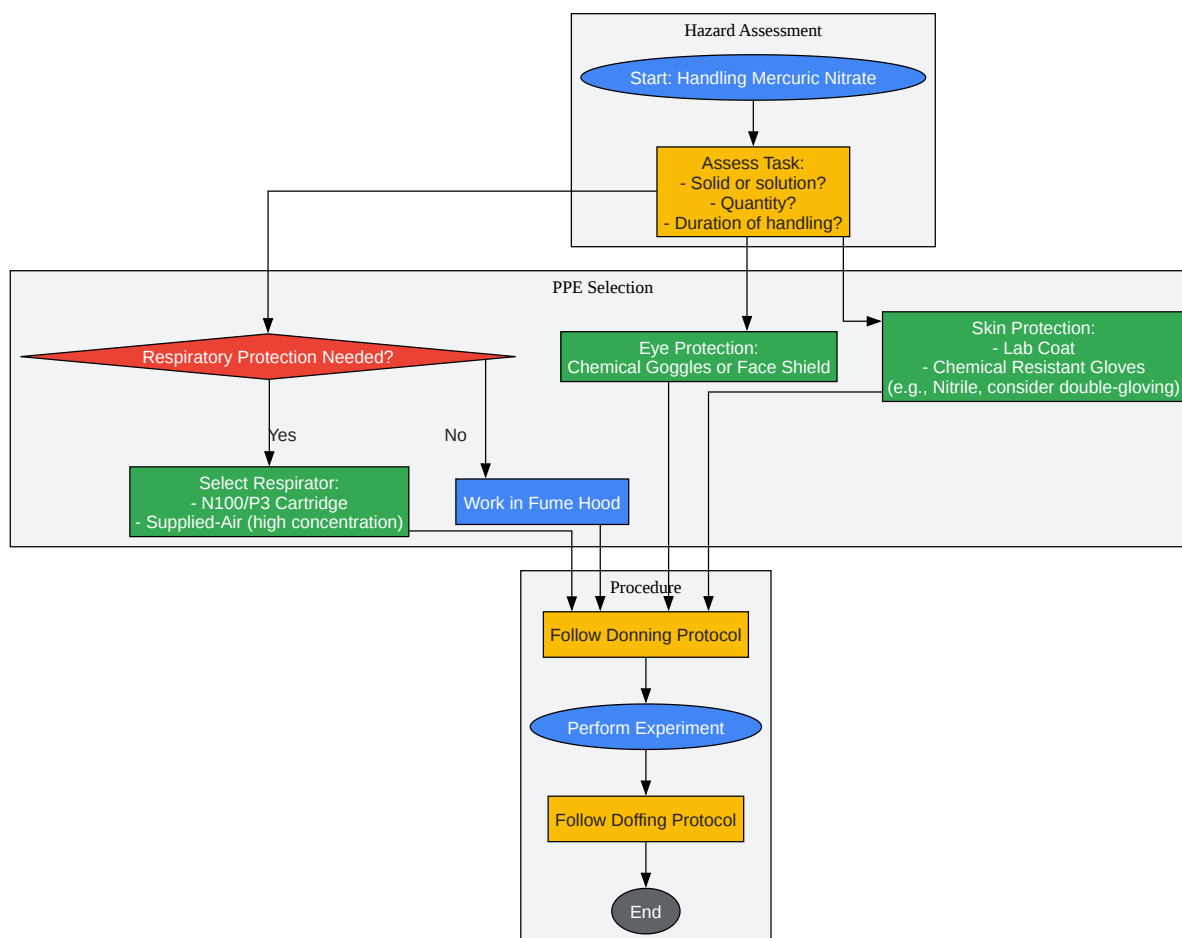 Hazard Assessment
Start: Handling Mercuric Nitrate
Assess Task:
- Solid or solution?
- Quantity?
- Duration of handling?
PPE Selection
Respiratory Protection Needed?
Eye Protection:
Chemical Goggles or Face Shield
Skin Protection:
- Lab Coat
- Chemical Resistant Gloves
(e.g., Nitrile, consider double-gloving)
Yes
No
Select Respirator:
- N100/P3 Cartridge
- Supplied-Air (high concentration)
Work in Fume Hood
Procedure
Follow Donning Protocol
Perform Experiment
Follow Doffing Protocol
End